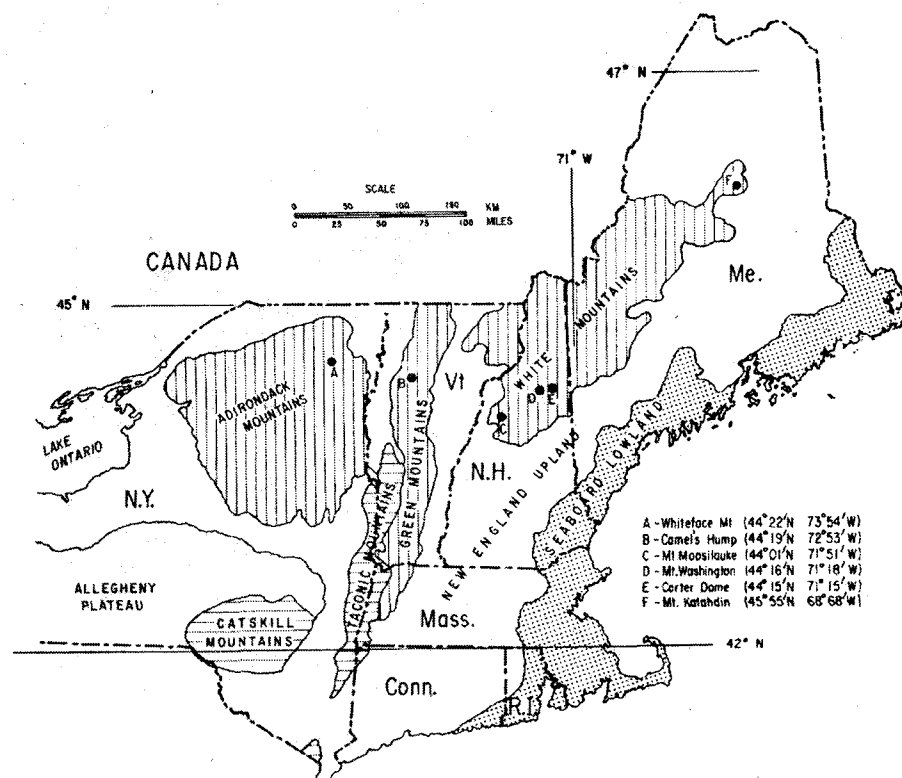 47° N
71° W
SCALE
0 50 100 150 KM
0 25 50 75 100 MILES
CANADA
45° N
Me.
WHITE MOUNTAINS
F
A
B
Vt
D
E
C
ADIRONDACK MOUNTAINS
LAKE ONTARIO
N.Y.
N.H.
GREEN MOUNTAINS
TACONIC MOUNTAINS
NEW ENGLAND UPLAND
SEABOARD LOWLAND
A - Whiteface Mt (44° 22'N 73° 54'W)
B - Camel's Hump (44° 19'N 72° 53'W)
C - Mt Moosilauke (44° 01'N 71° 51'W)
D - Mt. Washington (44° 16'N 71° 18'W)
E - Carter Dome (44° 15'N 71° 15'W)
F - Mt. Katahdin (45° 55'N 68° 68'W)
ALLEGHENY PLATEAU
CATSKILL MOUNTAINS
Mass.
42° N
Conn.
R.I.